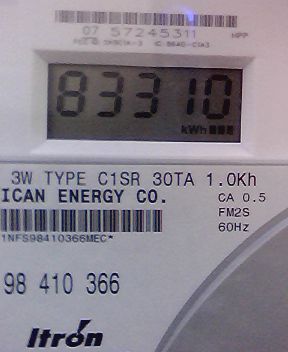 07 57245311 HPP
83310
kWh
3W TYPE C1SR 30TA 1.0Kh
ICAN ENERGY CO.
CA 0.5
FM2S
60Hz
1NFS98410366MEC*
98 410 366
Itron